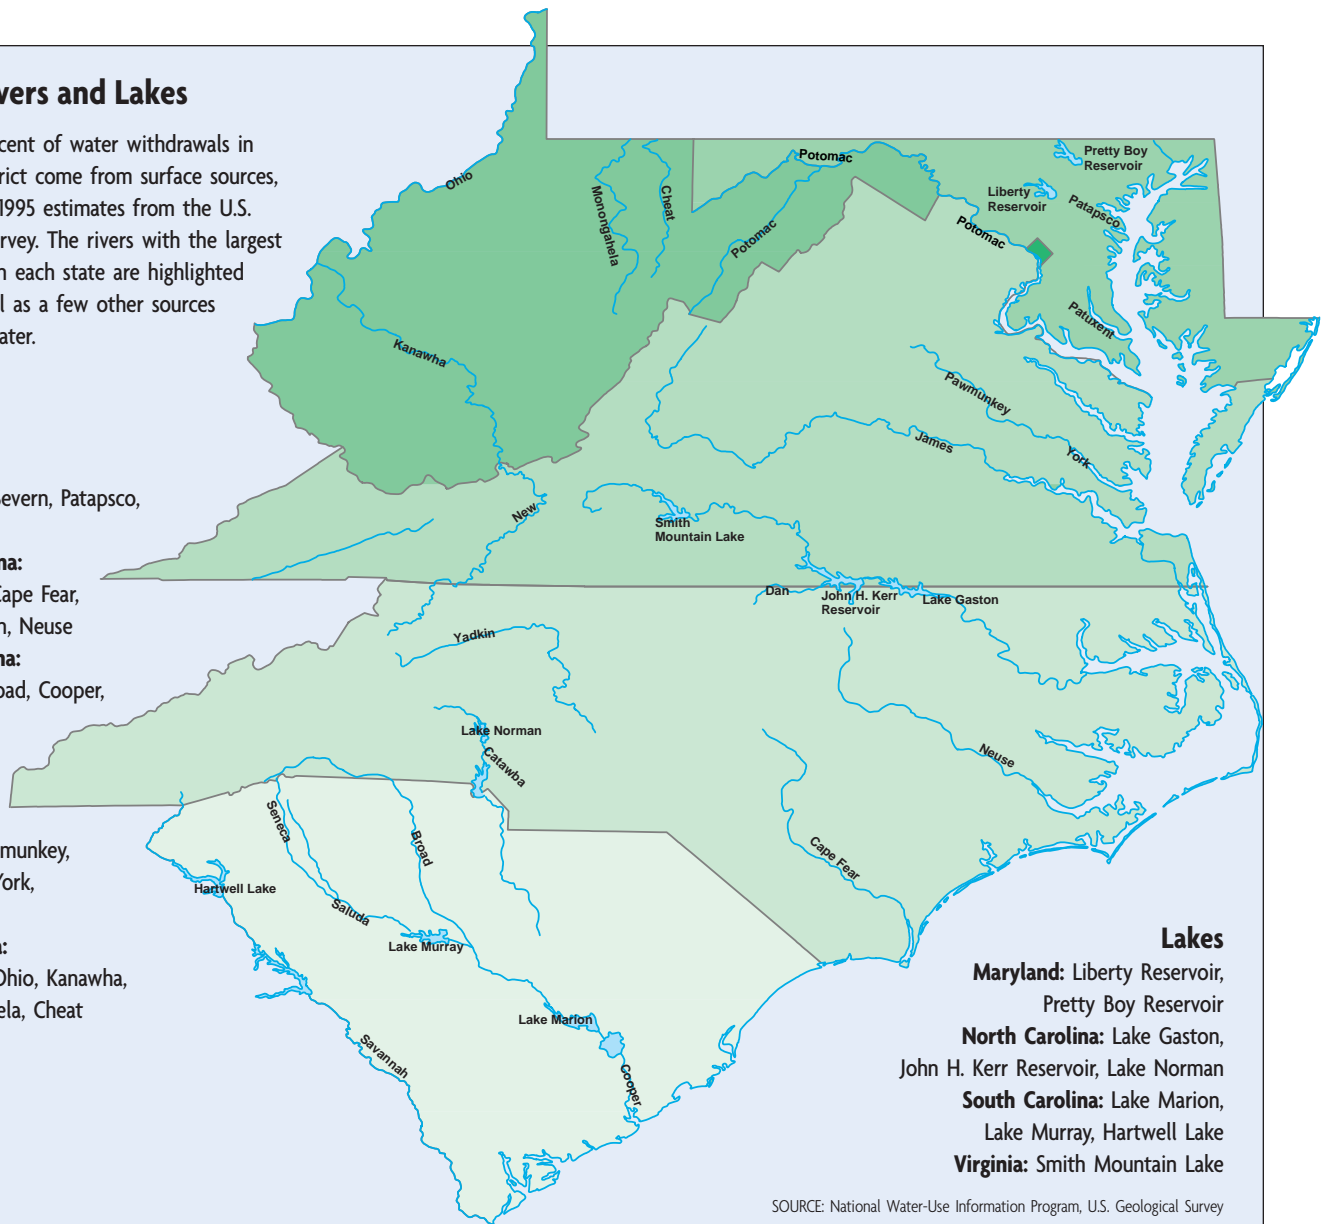 vers and Lakes
cent of water withdrawals in
rict come from surface sources,
1995 estimates from the U.S.
rvey. The rivers with the largest
n each state are highlighted
l as a few other sources
ater.
evern, Patapsco,
na:
Cape Fear,
n, Neuse
na:
oad, Cooper,
munkey,
York,
a:
Ohio, Kanawha,
ela, Cheat
Ohio
Monongahela
Cheat
Potomac
Potomac
Potomac
Pretty Boy
Reservoir
Liberty
Reservoir
Patapsco
Patuxent
Kanawha
Pawmunkey
James
York
New
Smith
Mountain Lake
Dan
John H. Kerr
Reservoir
Lake Gaston
Yadkin
Lake Norman
Catawba
Neuse
Seneca
Broad
Cape Fear
Hartwell Lake
Saluda
Lake Murray
Lake Marion
Savannah
Cooper
Lakes
Maryland: Liberty Reservoir,
Pretty Boy Reservoir
North Carolina: Lake Gaston,
John H. Kerr Reservoir, Lake Norman
South Carolina: Lake Marion,
Lake Murray, Hartwell Lake
Virginia: Smith Mountain Lake
SOURCE: National Water-Use Information Program, U.S. Geological Survey